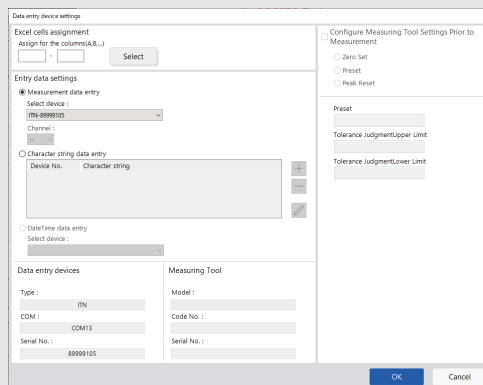 Data entry device settings
Excel cells assignment
Assign for the columns(A,B,...)
-
Select
Entry data settings
Measurement data entry
Select device :
ITN-89999105
Channel :
--
Character string data entry
Device No. Character string
DateTime data entry
Select device :
Data entry devices
Type :
ITN
COM :
COM13
Serial No. :
89999105
Measuring Tool
Model :
Code No. :
Serial No. :
Configure Measuring Tool Settings Prior to
Measurement
Zero Set
Preset
Peak Reset
Preset
Tolerance JudgmentUpper Limit
Tolerance JudgmentLower Limit
OK
Cancel